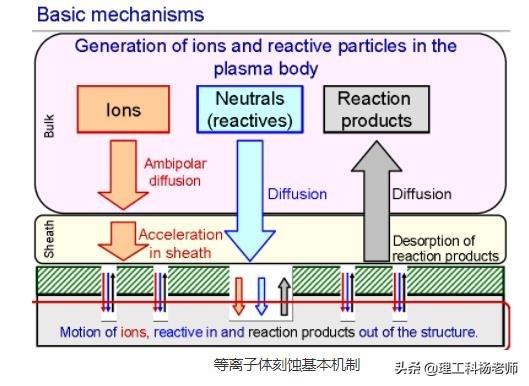 Basic mechanisms
Generation of ions and reactive particles in the
plasma body
Bulk
Ions
Neutrals
(reactives)
Reaction
products
Ambipolar
diffusion
Diffusion
Diffusion
Sheath
Acceleration
in sheath
Desorption of
reaction products
Motion of ions, reactive in and reaction products out of the structure.
等离子体刻蚀基本机制
头条 @理工科杨老师